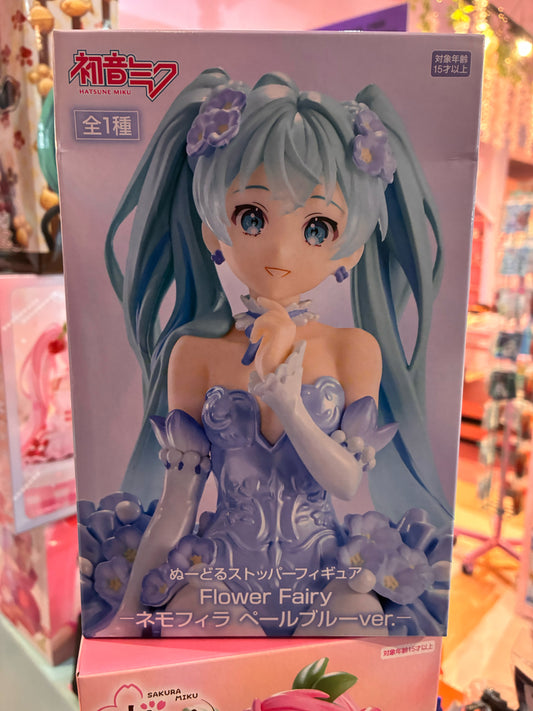 初音ミク
HATSUNE MIKU
対象年齢
15才以上
全1種
ぬーどるストッパーフィギュア
Flower Fairy
―ネモフィラ ペールブルーver.―
対象年齢15才以上
SAKURA MIKU